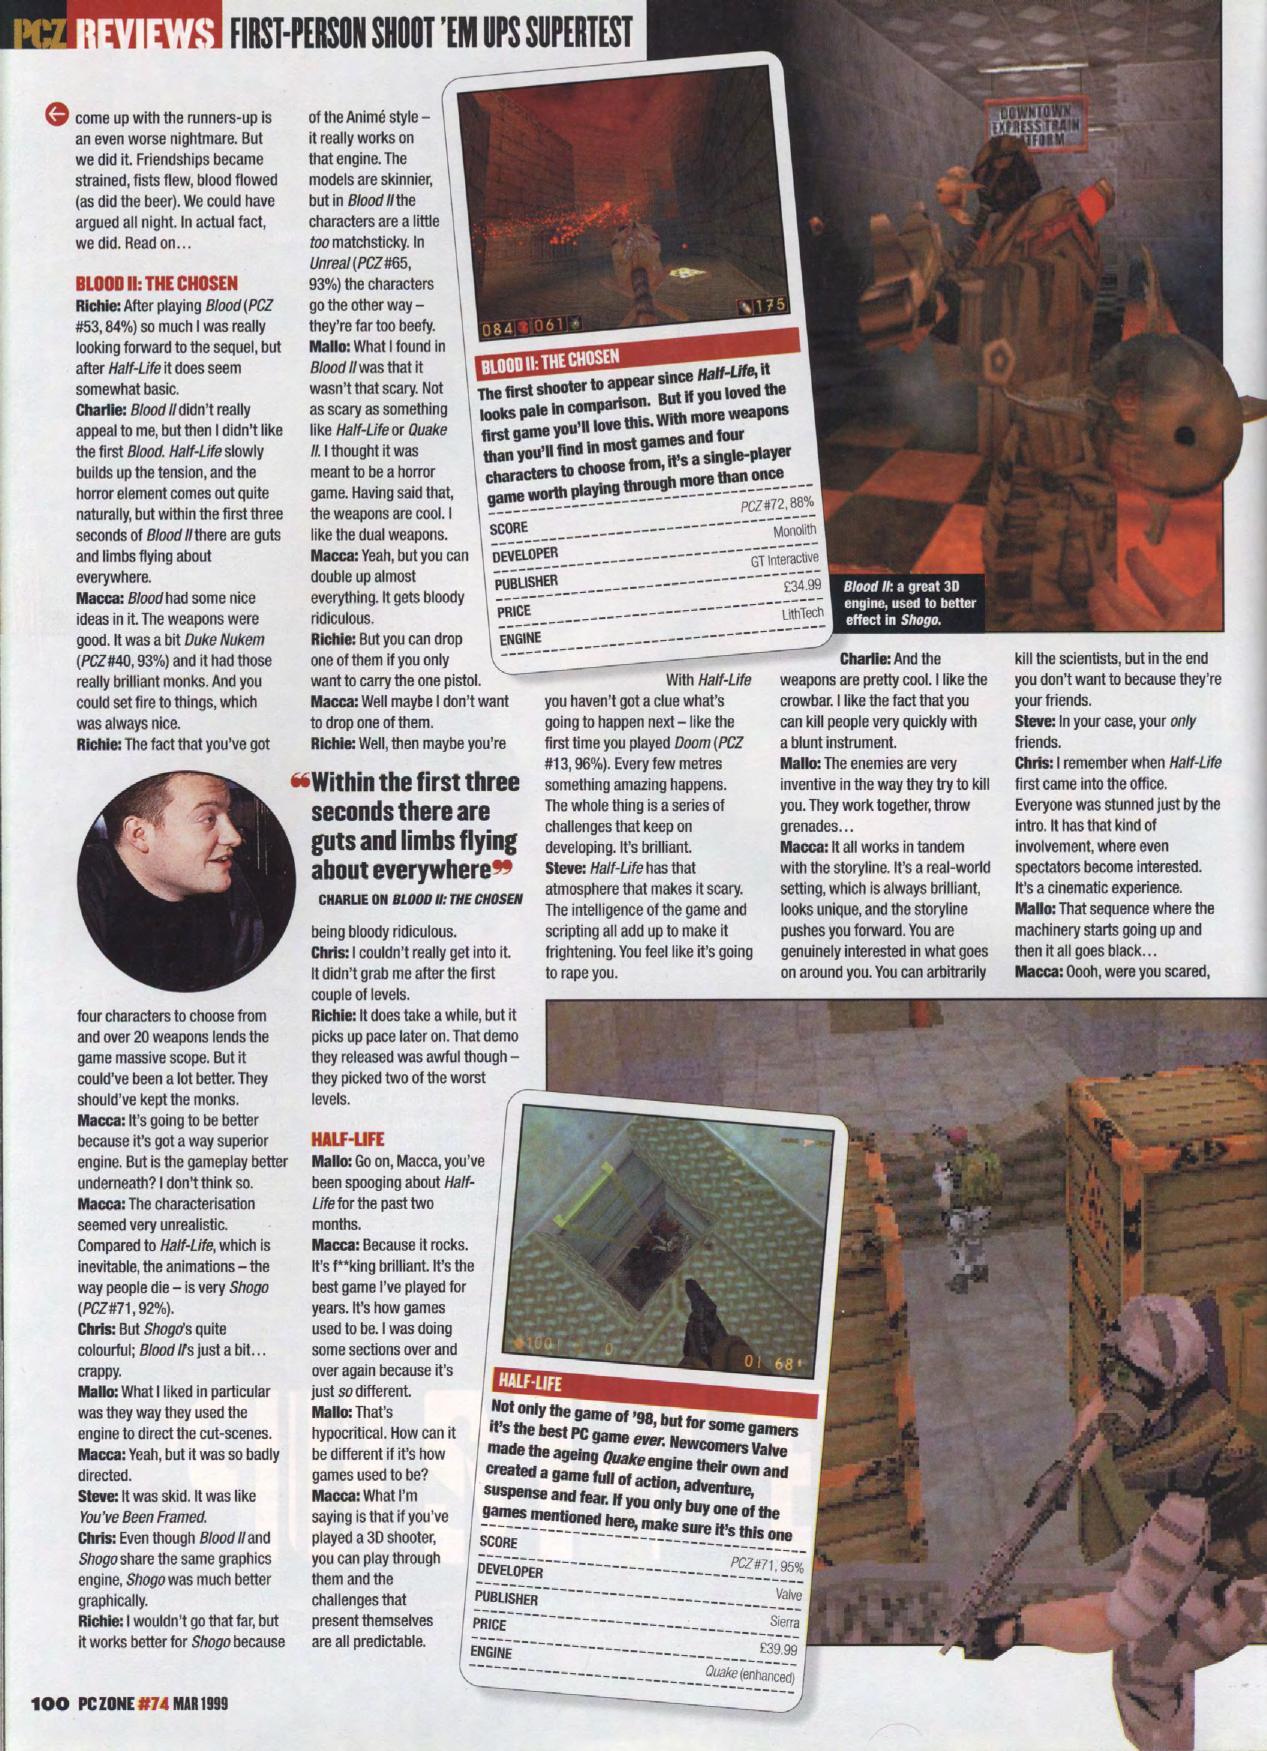 PCZ REVIEWS FIRST-PERSON SHOOT 'EM UPS SUPERTEST
come up with the runners-up is
an even worse nightmare. But
we did it. Friendships became
strained, fists flew, blood flowed
(as did the beer). We could have
argued all night. In actual fact,
we did. Read on...
BLOOD II: THE CHOSEN
Richie: After playing Blood (PCZ
#53, 84%) so much I was really
looking forward to the sequel, but
after Half-Life it does seem
somewhat basic.
Charlie: Blood II didn't really
appeal to me, but then I didn't like
the first Blood. Half-Life slowly
builds up the tension, and the
horror element comes out quite
naturally, but within the first three
seconds of Blood II there are guts
and limbs flying about
everywhere.
Macca: Blood had some nice
ideas in it. The weapons were
good. It was a bit Duke Nukem
(PCZ #40, 93%) and it had those
really brilliant monks. And you
could set fire to things, which
was always nice.
Richie: The fact that you've got
four characters to choose from
and over 20 weapons lends the
game massive scope. But it
could've been a lot better. They
should've kept the monks.
Macca: It's going to be better
because it's got a way superior
engine. But is the gameplay better
underneath? I don't think so.
Macca: The characterisation
seemed very unrealistic.
Compared to Half-Life, which is
inevitable, the animations – the
way people die – is very Shogo
(PCZ #71, 92%).
Chris: But Shogo's quite
colourful; Blood II's just a bit...
crappy.
Mallo: What I liked in particular
was they way they used the
engine to direct the cut-scenes.
Macca: Yeah, but it was so badly
directed.
Steve: It was skid. It was like
You've Been Framed.
Chris: Even though Blood II and
Shogo share the same graphics
engine, Shogo was much better
graphically.
Richie: I wouldn't go that far, but
it works better for Shogo because
of the Animé style –
it really works on
that engine. The
models are skinnier,
but in Blood II the
characters are a little
too matchsticky. In
Unreal (PCZ #65,
93%) the characters
go the other way –
they're far too beefy.
Mallo: What I found in
Blood II was that it
wasn't that scary. Not
as scary as something
like Half-Life or Quake
II. I thought it was
meant to be a horror
game. Having said that,
the weapons are cool. I
like the dual weapons.
Macca: Yeah, but you can
double up almost
everything. It gets bloody
ridiculous.
Richie: But you can drop
one of them if you only
want to carry the one pistol.
Macca: Well maybe I don't want
to drop one of them.
Richie: Well, then maybe you're
“Within the first three
seconds there are
guts and limbs flying
about everywhere”
CHARLIE ON BLOOD II: THE CHOSEN
being bloody ridiculous.
Chris: I couldn't really get into it.
It didn't grab me after the first
couple of levels.
Richie: It does take a while, but it
picks up pace later on. That demo
they released was awful though –
they picked two of the worst
levels.
HALF-LIFE
Mallo: Go on, Macca, you've
been spooging about Half-
Life for the past two
months.
Macca: Because it rocks.
It's f**king brilliant. It's the
best game I've played for
years. It's how games
used to be. I was doing
some sections over and
over again because it's
just so different.
Mallo: That's
hypocritical. How can it
be different if it's how
games used to be?
Macca: What I'm
saying is that if you've
played a 3D shooter,
you can play through
them and the
challenges that
present themselves
are all predictable.
084 061 175
BLOOD II: THE CHOSEN
The first shooter to appear since Half-Life, it
looks pale in comparison. But if you loved the
first game you'll love this. With more weapons
than you'll find in most games and four
characters to choose from, it's a single-player
game worth playing through more than once
SCORE PCZ #72, 88%
DEVELOPER Monolith
PUBLISHER GT Interactive
PRICE £34.99
ENGINE LithTech
DOWNTOWN
EXPRESS TRAIN
TFORM
Blood II: a great 3D
engine, used to better
effect in Shogo.
With Half-Life
you haven't got a clue what's
going to happen next – like the
first time you played Doom (PCZ
#13, 96%). Every few metres
something amazing happens.
The whole thing is a series of
challenges that keep on
developing. It's brilliant.
Steve: Half-Life has that
atmosphere that makes it scary.
The intelligence of the game and
scripting all add up to make it
frightening. You feel like it's going
to rape you.
Charlie: And the
weapons are pretty cool. I like the
crowbar. I like the fact that you
can kill people very quickly with
a blunt instrument.
Mallo: The enemies are very
inventive in the way they try to kill
you. They work together, throw
grenades...
Macca: It all works in tandem
with the storyline. It's a real-world
setting, which is always brilliant,
looks unique, and the storyline
pushes you forward. You are
genuinely interested in what goes
on around you. You can arbitrarily
kill the scientists, but in the end
you don't want to because they're
your friends.
Steve: In your case, your only
friends.
Chris: I remember when Half-Life
first came into the office.
Everyone was stunned just by the
intro. It has that kind of
involvement, where even
spectators become interested.
It's a cinematic experience.
Mallo: That sequence where the
machinery starts going up and
then it all goes black...
Macca: Oooh, were you scared,
100 0
01 68
HALF-LIFE
Not only the game of '98, but for some gamers
it's the best PC game ever. Newcomers Valve
made the ageing Quake engine their own and
created a game full of action, adventure,
suspense and fear. If you only buy one of the
games mentioned here, make sure it's this one
SCORE PCZ #71, 95%
DEVELOPER Valve
PUBLISHER Sierra
PRICE £39.99
ENGINE Quake (enhanced)
100 PC ZONE #74 MAR 1999